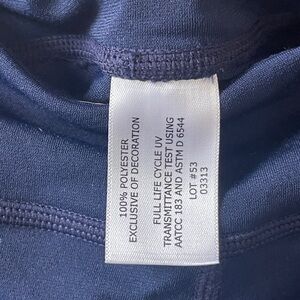 100% POLYESTER
EXCLUSIVE OF DECORATION
FULL LIFE CYCLE UV
TRANSMITTANCE TEST USING
AATCC 183 AND ASTM D 6544
LOT #53
03313